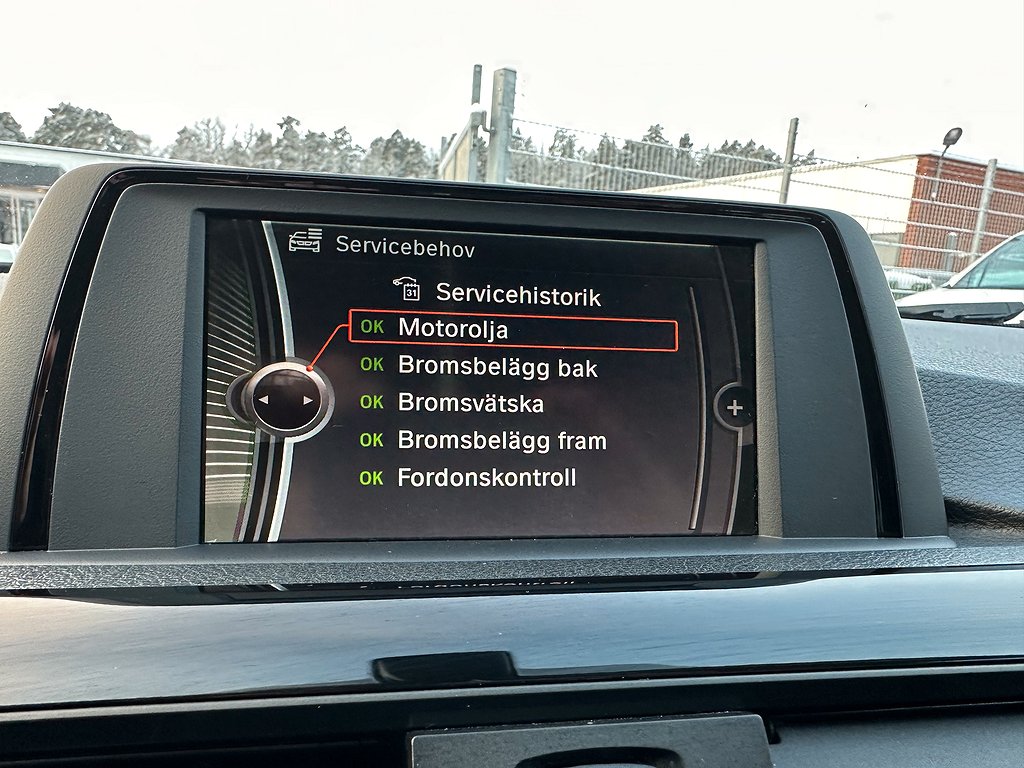 Servicebehov
31 Servicehistorik
OK Motorolja
OK Bromsbelägg bak
OK Bromsvätska
OK Bromsbelägg fram
OK Fordonskontroll
+